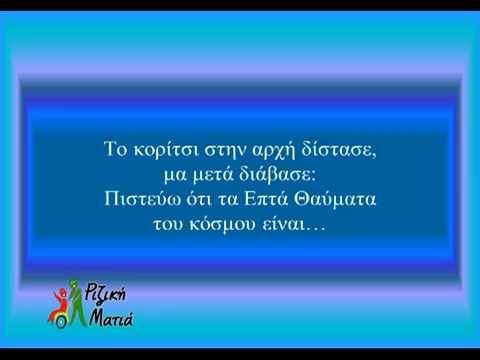 Το κορίτσι στην αρχή δίστασε,
μα μετά διάβασε:
Πιστεύω ότι τα Επτά Θαύματα
του κόσμου είναι…
Ριζική
Ματιά